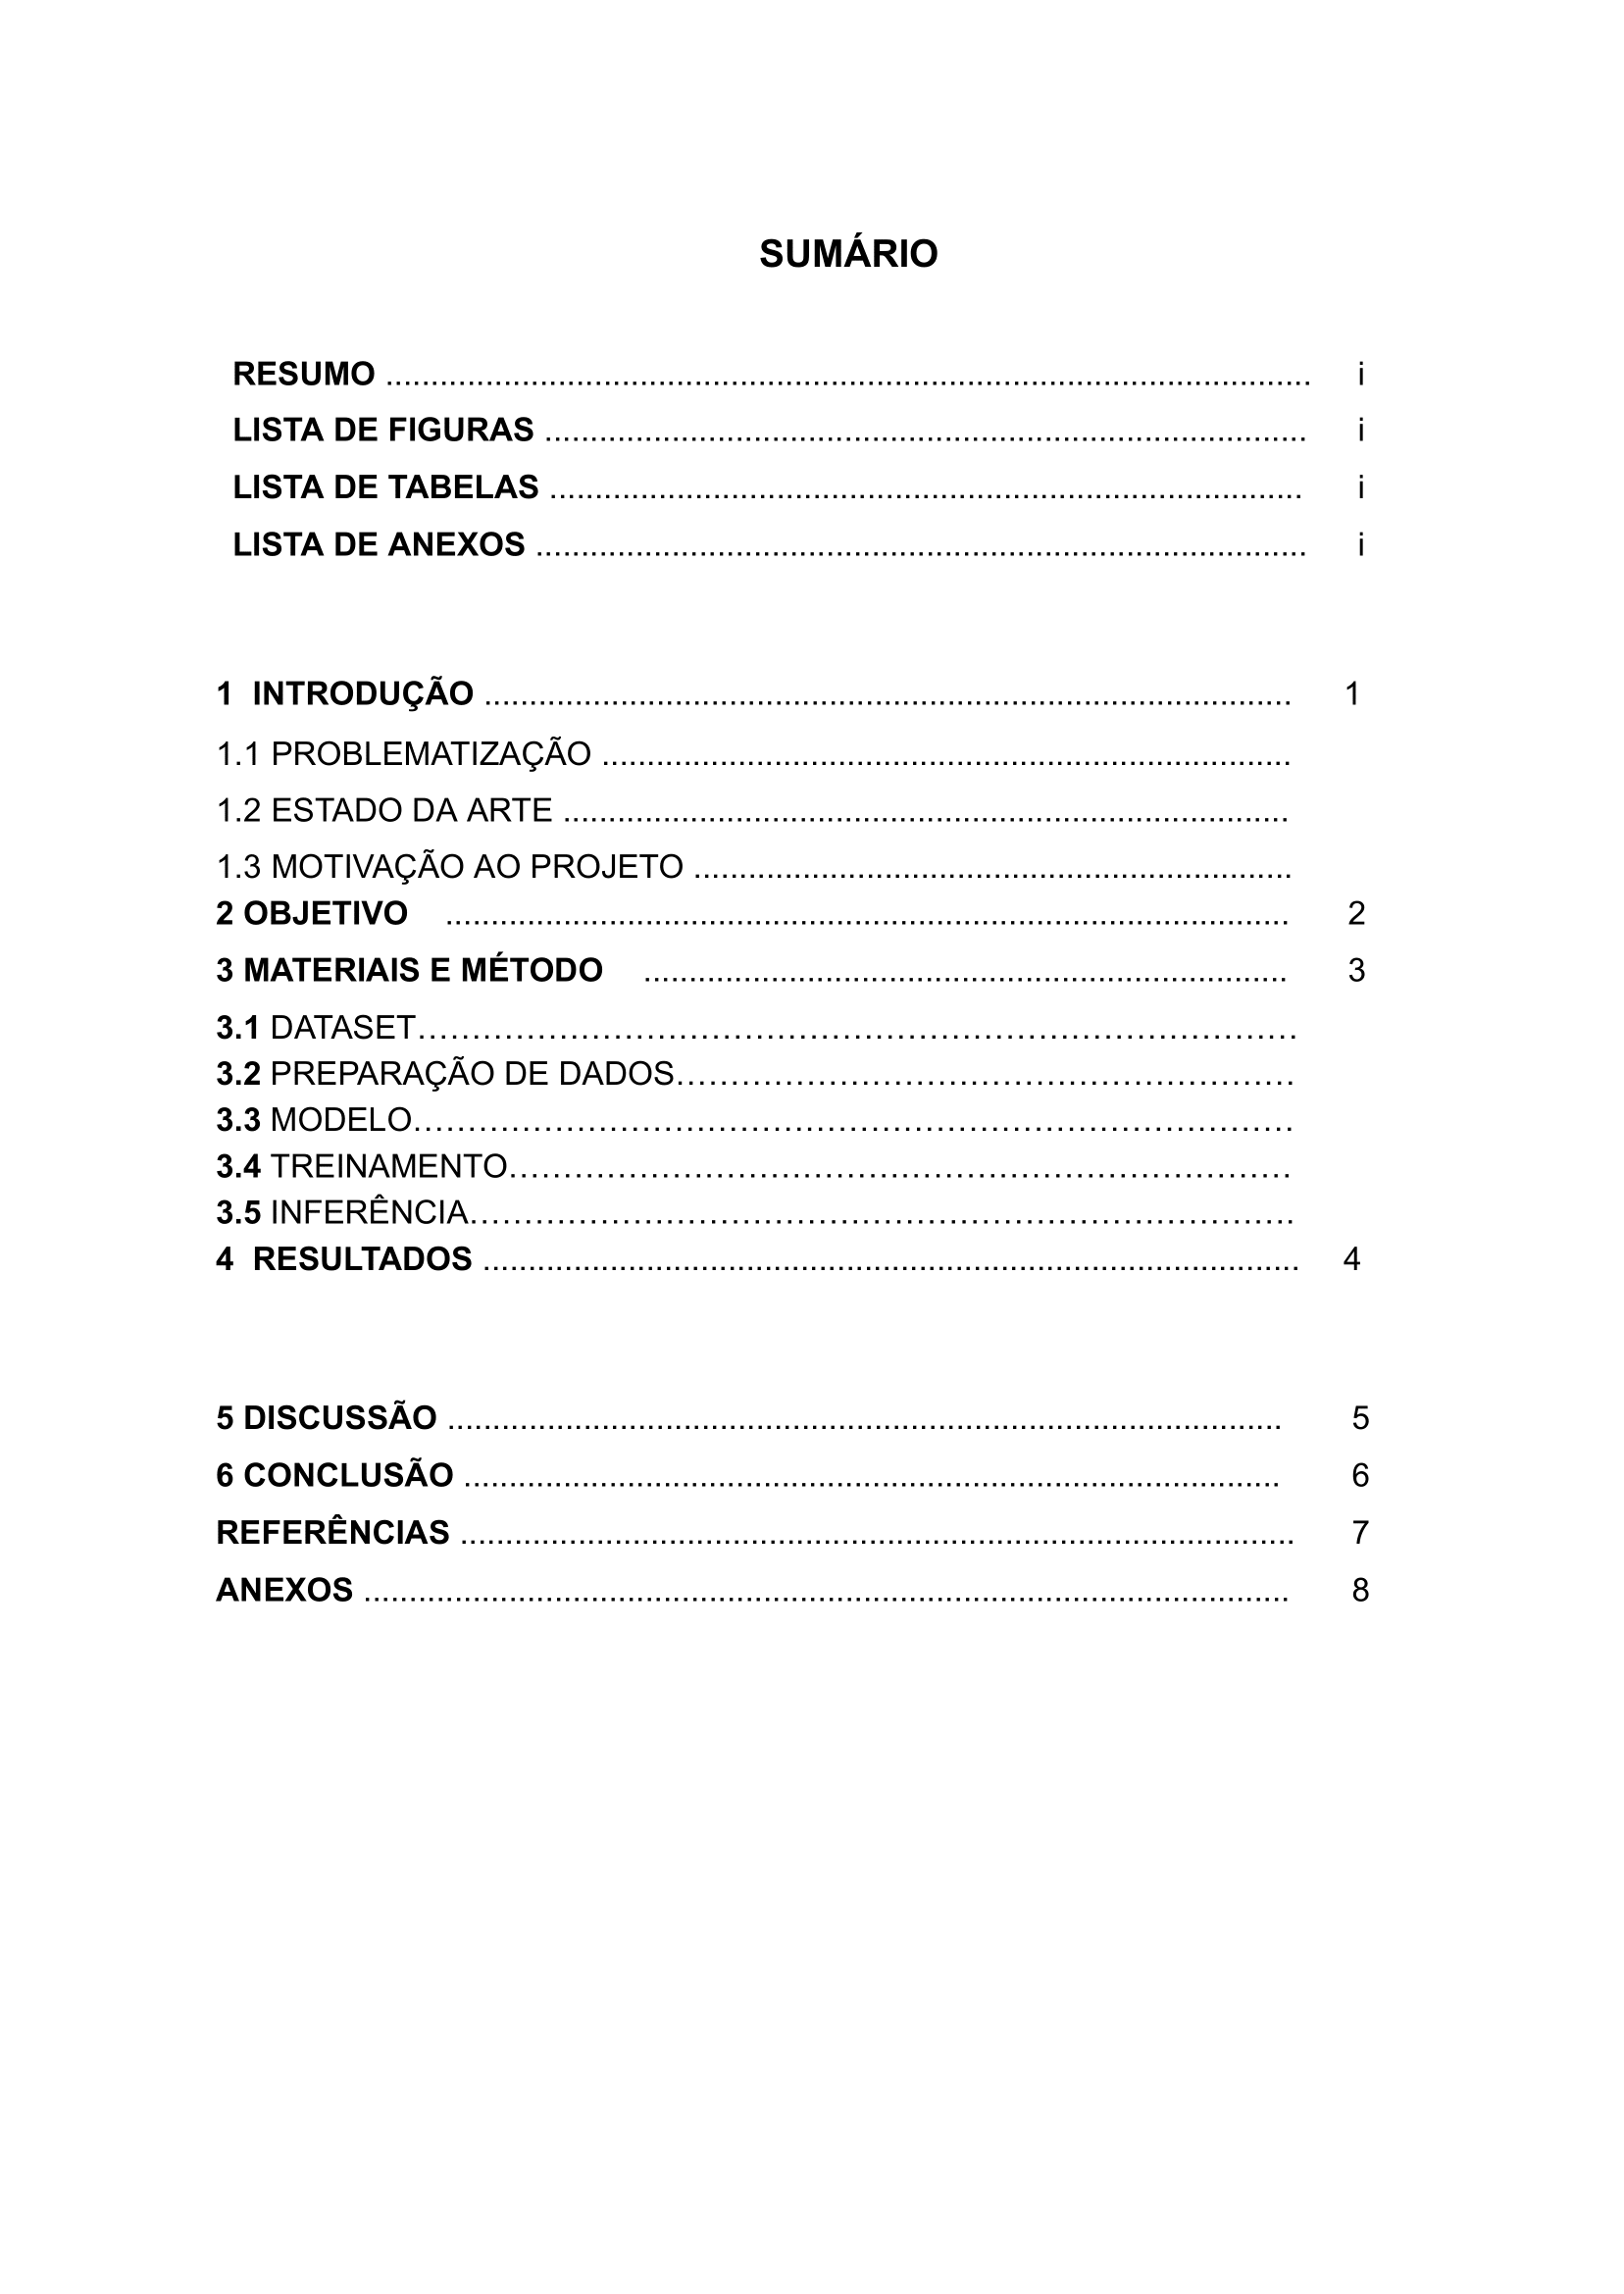 SUMÁRIO
RESUMO ........................................................................................................ i
LISTA DE FIGURAS ..................................................................................... i
LISTA DE TABELAS .................................................................................... i
LISTA DE ANEXOS ...................................................................................... i
1 INTRODUÇÃO .......................................................................................... 1
1.1 PROBLEMATIZAÇÃO .............................................................................
1.2 ESTADO DA ARTE .................................................................................
1.3 MOTIVAÇÃO AO PROJETO ...................................................................
2 OBJETIVO .............................................................................................. 2
3 MATERIAIS E MÉTODO ........................................................................ 3
3.1 DATASET..................................................................................
3.2 PREPARAÇÃO DE DADOS..........................................................
3.3 MODELO..................................................................................
3.4 TREINAMENTO.........................................................................
3.5 INFERÊNCIA.............................................................................
4 RESULTADOS ........................................................................................... 4
5 DISCUSSÃO ............................................................................................. 5
6 CONCLUSÃO ........................................................................................... 6
REFERÊNCIAS ............................................................................................. 7
ANEXOS ....................................................................................................... 8